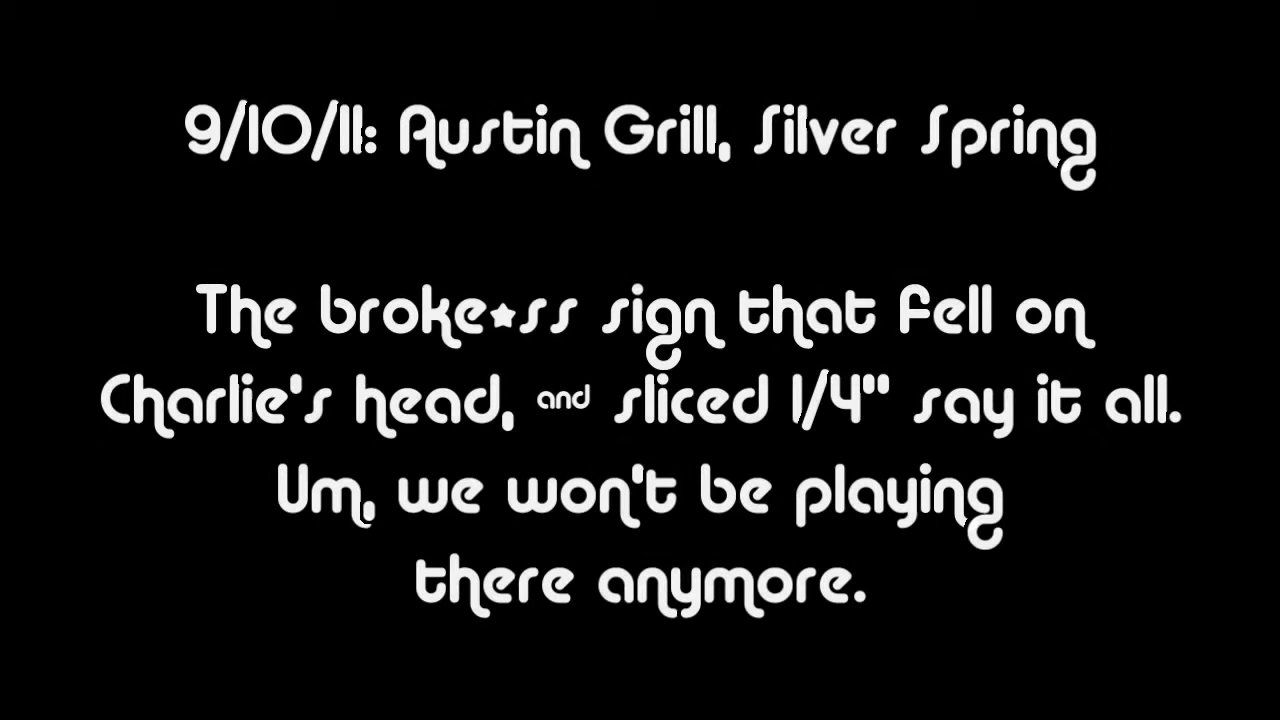 9/10/11: Austin Grill, Silver Spring
The broke★ss sign that fell on
Charlie's head, and sliced 1/4" say it all.
Um, we won't be playing
there anymore.